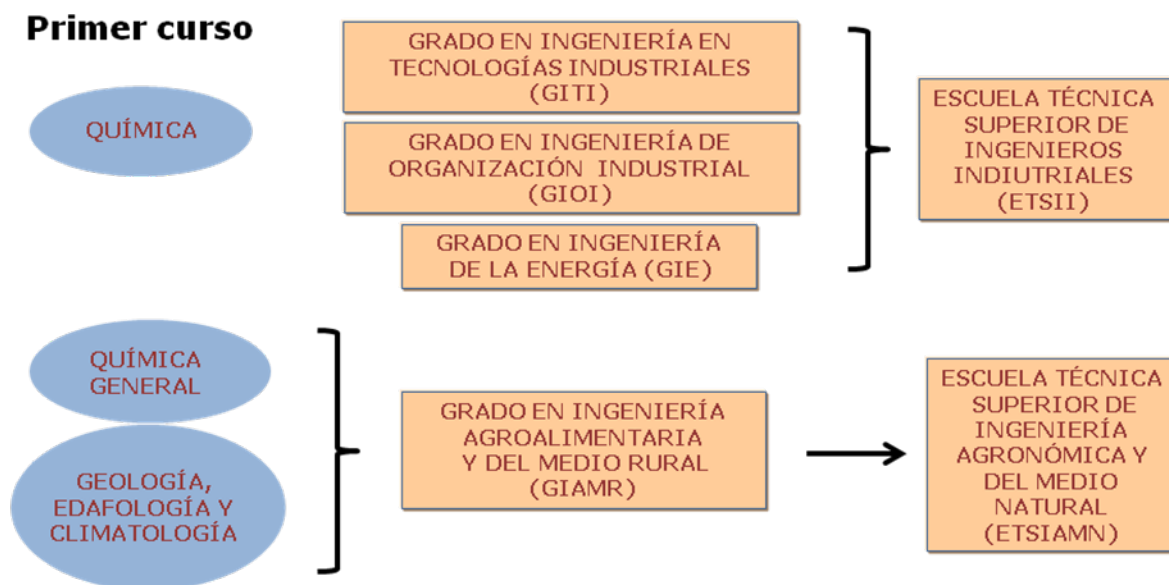 Primer curso
QUÍMICA
GRADO EN INGENIERÍA EN
TECNOLOGÍAS INDUSTRIALES
(GITI)
GRADO EN INGENIERÍA DE
ORGANIZACIÓN INDUSTRIAL
(GIOI)
GRADO EN INGENIERÍA
DE LA ENERGÍA (GIE)
ESCUELA TÉCNICA
SUPERIOR DE
INGENIEROS
INDIUTRIALES
(ETSII)
QUÍMICA
GENERAL
GEOLOGÍA,
EDAFOLOGÍA Y
CLIMATOLOGÍA
GRADO EN INGENIERÍA
AGROALIMENTARIA
Y DEL MEDIO RURAL
(GIAMR)
ESCUELA TÉCNICA
SUPERIOR DE
INGENIERÍA
AGRONÓMICA Y
DEL MEDIO
NATURAL
(ETSIAMN)